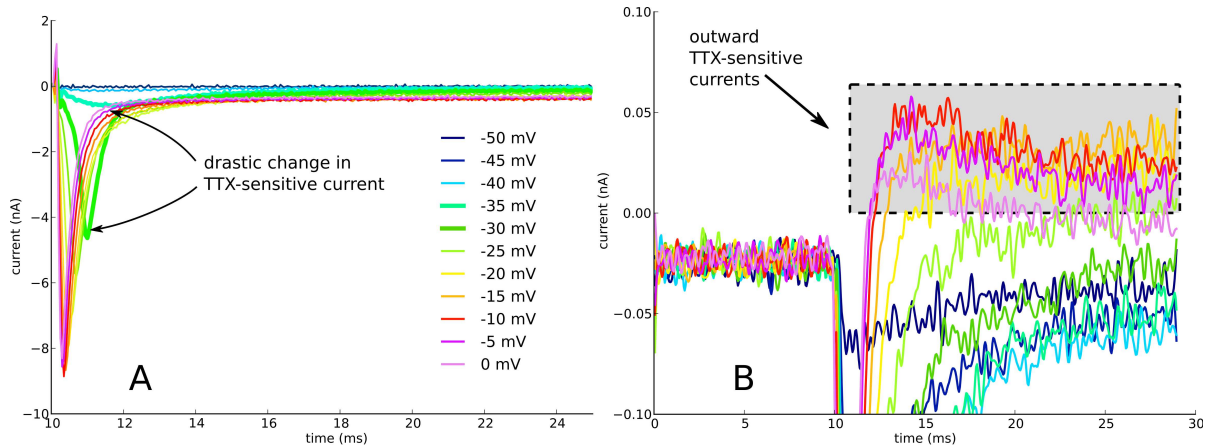 2
0
−2
−4
−6
−8
−10
current (nA)
10
12
14
16
18
20
22
24
time (ms)
drastic change in
TTX-sensitive current
-50 mV
-45 mV
-40 mV
-35 mV
-30 mV
-25 mV
-20 mV
-15 mV
-10 mV
-5 mV
0 mV
A
0.10
0.05
0.00
−0.05
−0.10
current (nA)
0
5
10
15
20
25
30
time (ms)
outward
TTX-sensitive
currents
B